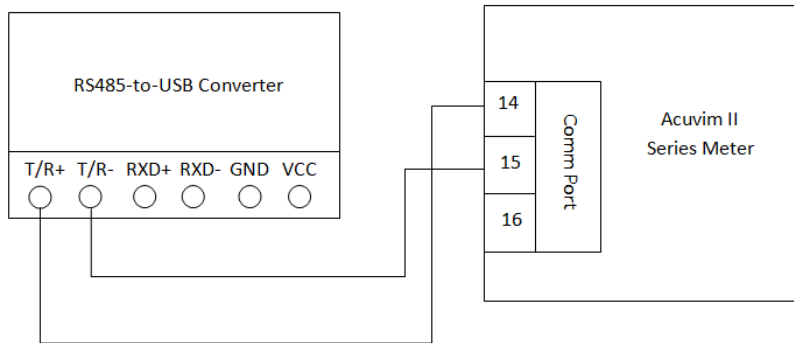 RS485-to-USB Converter
T/R+ T/R- RXD+ RXD- GND VCC
14
15
16
Comm Port
Acuvim II
Series Meter